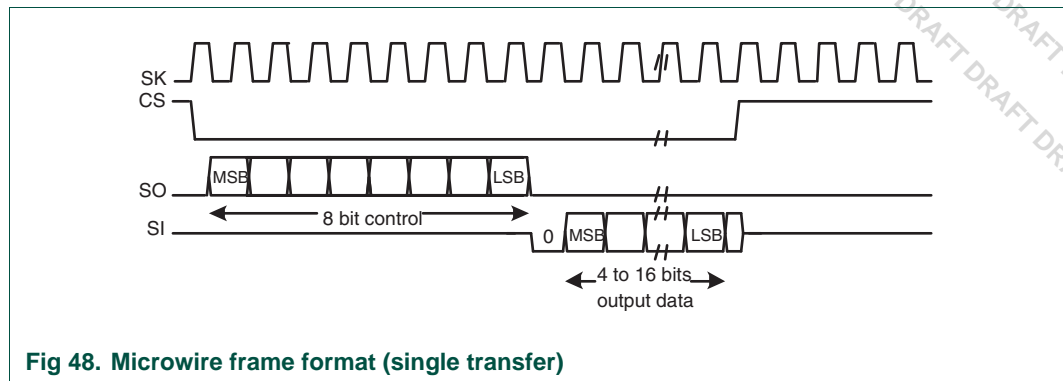 DRAFT DRAFT
DRAFT DRAFT DRA
SK
CS
MSB LSB
SO
8 bit control
SI
0 MSB LSB
4 to 16 bits
output data
Fig 48. Microwire frame format (single transfer)